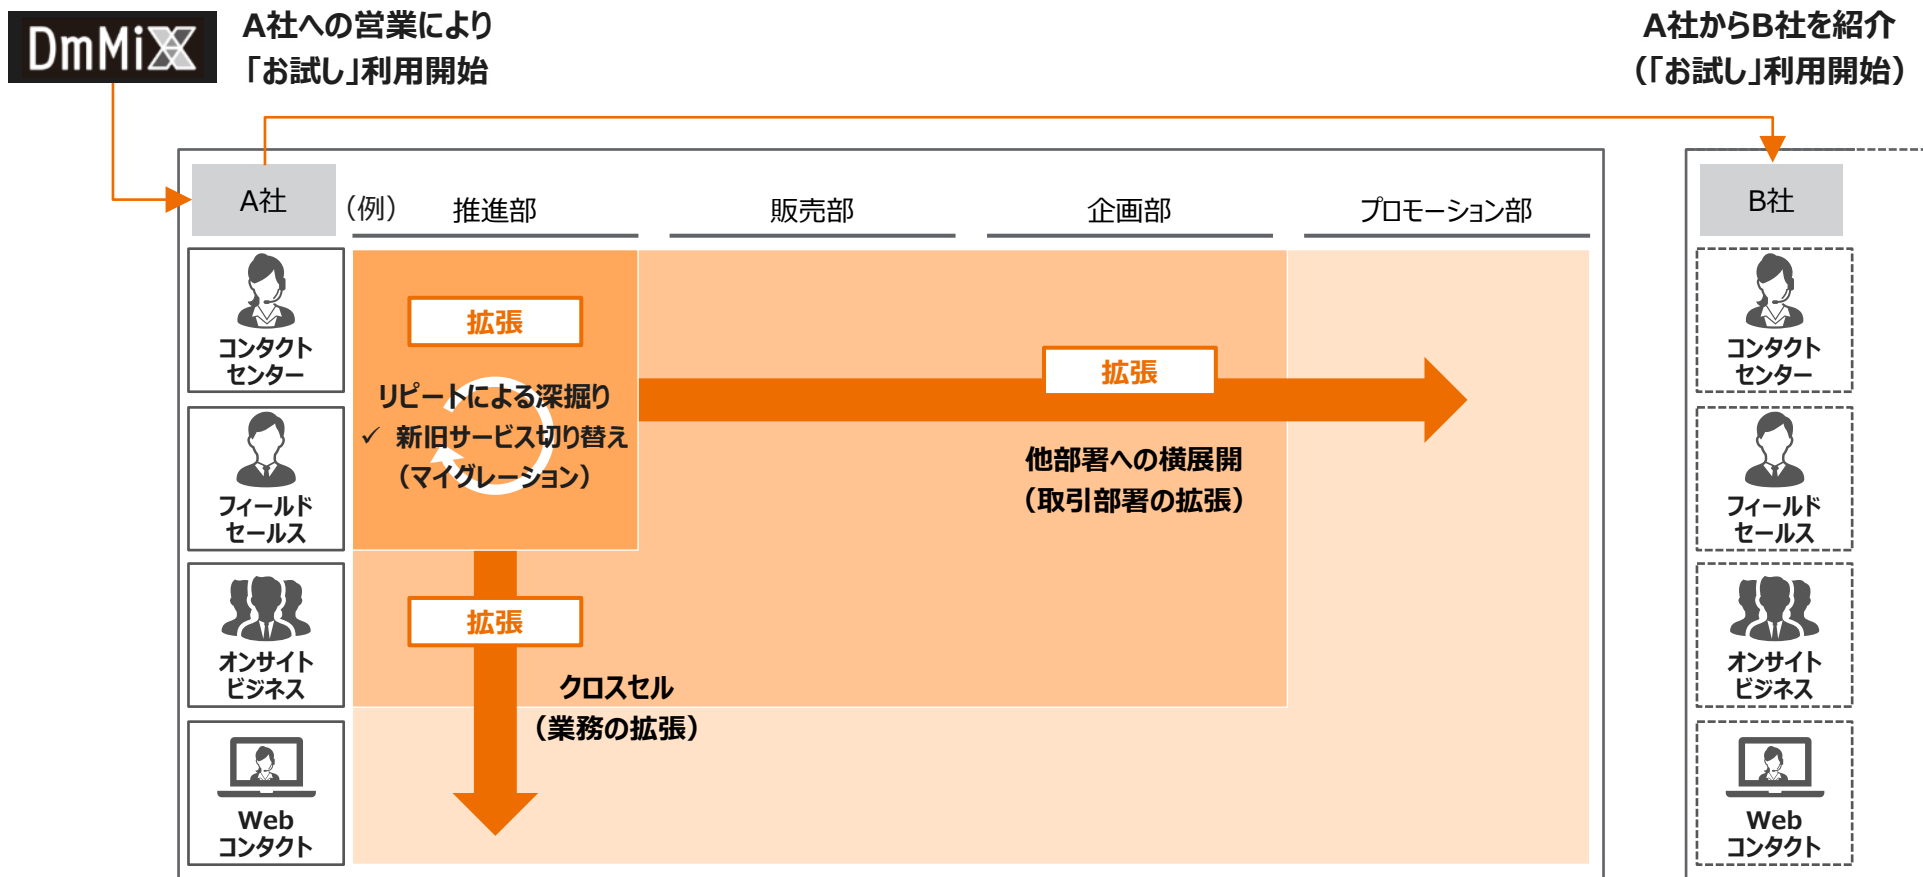 DmMiX
A社への営業により
「お試し」利用開始
A社からB社を紹介
（「お試し」利用開始）
A社
（例）
推進部
販売部
企画部
プロモーション部
B社
コンタクト
センター
フィールド
セールス
オンサイト
ビジネス
Web
コンタクト
拡張
リピートによる深掘り
✓ 新旧サービス切り替え
（マイグレーション）
拡張
他部署への横展開
（取引部署の拡張）
拡張
クロスセル
（業務の拡張）
コンタクト
センター
フィールド
セールス
オンサイト
ビジネス
Web
コンタクト